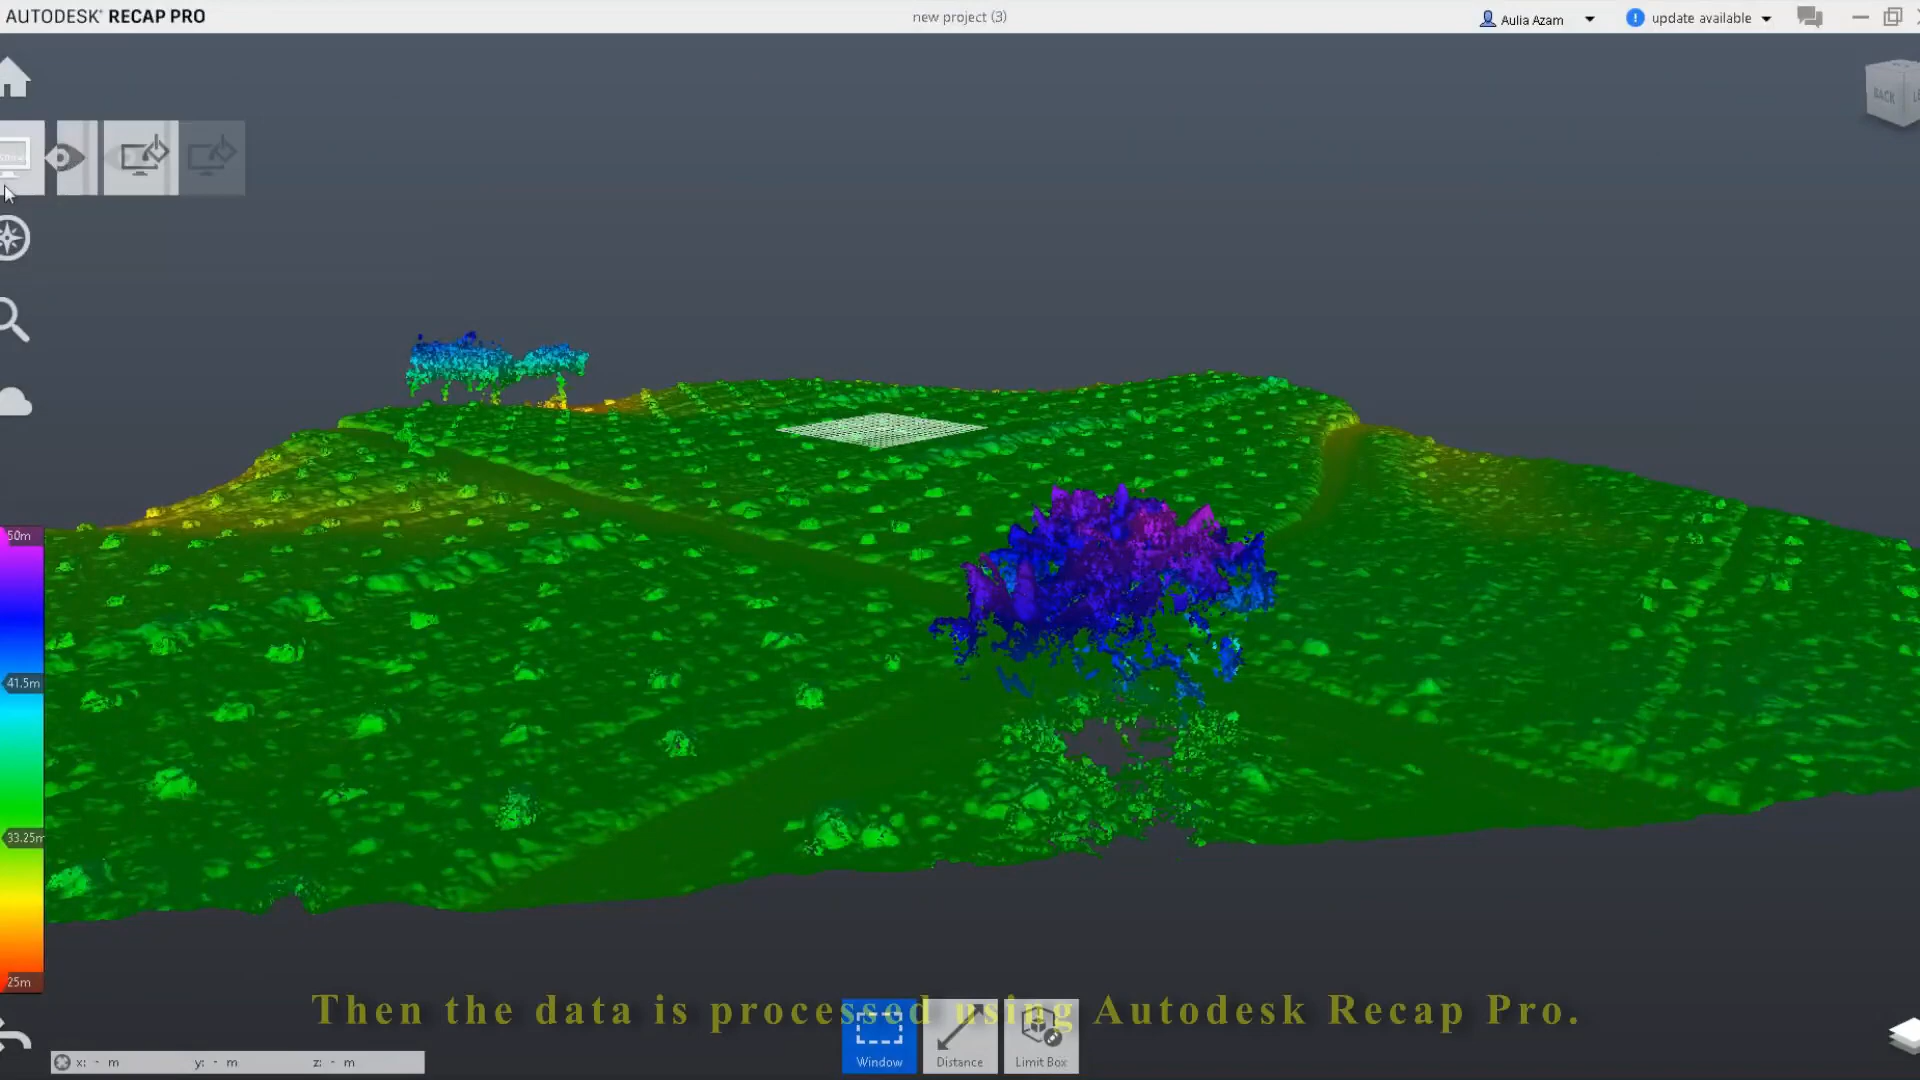 AUTODESK® RECAP PRO
new project (3)
Aulia Azam
update available
BACK
50m
41.5m
33.25m
25m
Then the data is processed using Autodesk Recap Pro.
Window
Distance
Limit Box
x: - m y: - m z: - m